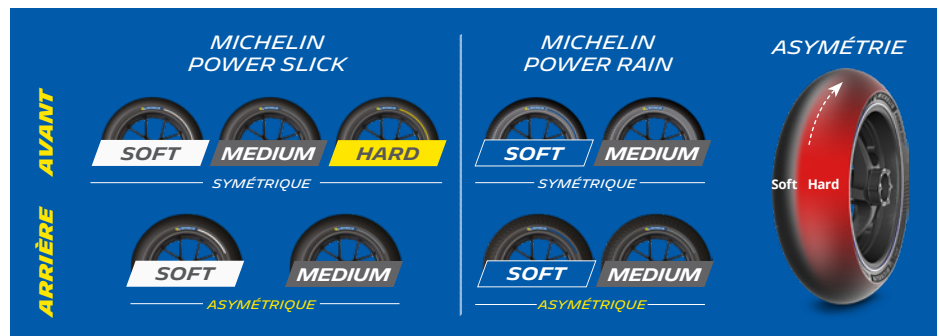 MICHELIN
POWER SLICK
MICHELIN
POWER RAIN
ASYMÉTRIE
AVANT
SOFT
MEDIUM
HARD
SYMÉTRIQUE
SOFT
MEDIUM
SYMÉTRIQUE
Soft Hard
ARRIÈRE
SOFT
MEDIUM
ASYMÉTRIQUE
SOFT
MEDIUM
ASYMÉTRIQUE